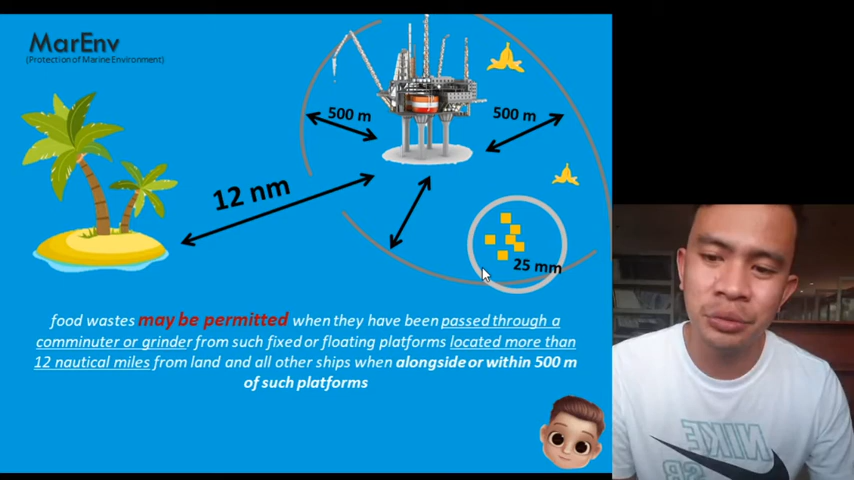 MarEnv
(Protection of Marine Environment)
500 m
500 m
12 nm
25 mm
food wastes may be permitted when they have been passed through a
comminuter or grinder from such fixed or floating platforms located more than
12 nautical miles from land and all other ships when alongside or within 500 m
of such platforms
NIKE